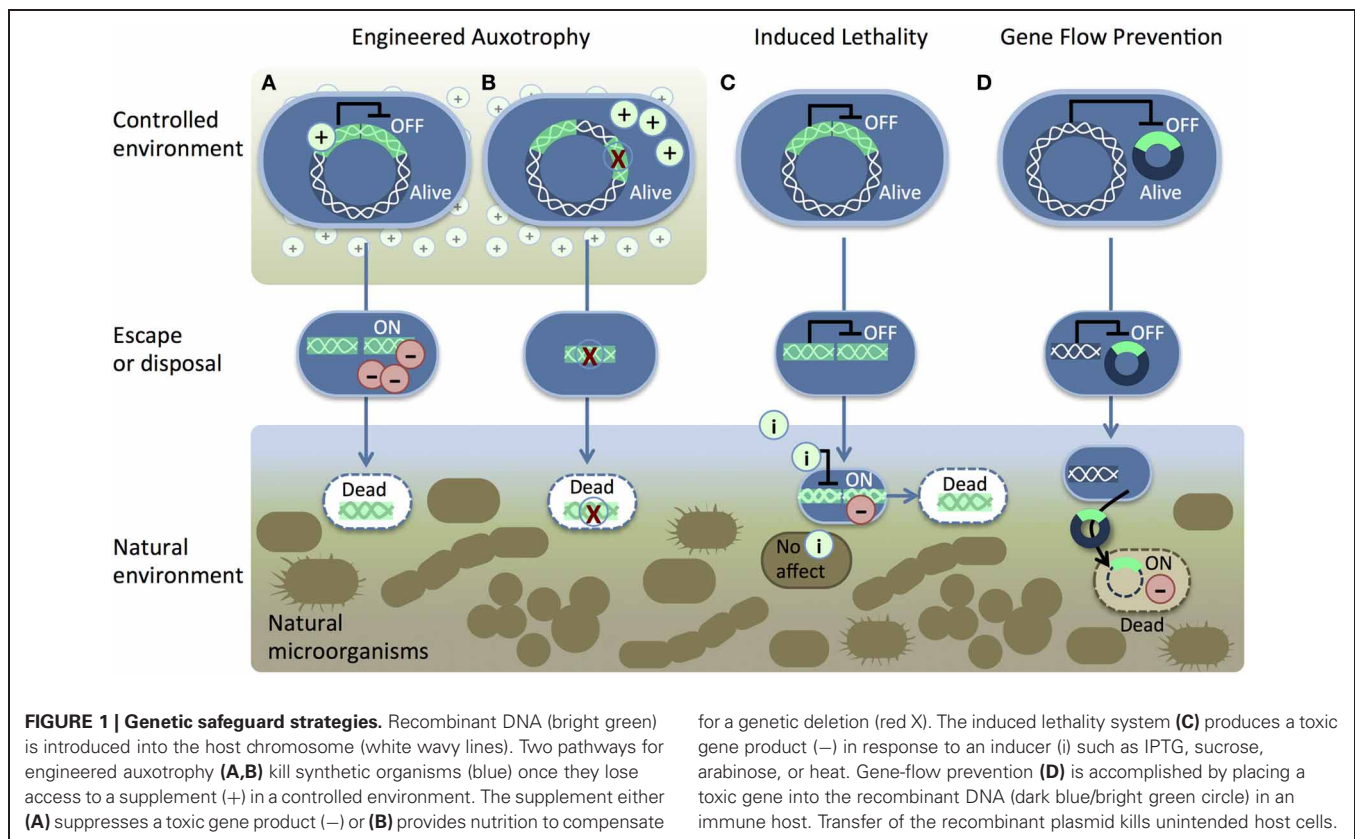 Engineered Auxotrophy
Induced Lethality
Gene Flow Prevention
A
B
C
D
Controlled
environment
+
OFF
Alive
+
+
+
X
Alive
OFF
Alive
OFF
Alive
Escape
or disposal
ON
-
-
-
X
OFF
OFF
Natural
environment
Dead
Dead
X
i
i
ON
-
Dead
No
i
affect
ON
-
Dead
Natural
microorganisms
FIGURE 1 | Genetic safeguard strategies. Recombinant DNA (bright green)
is introduced into the host chromosome (white wavy lines). Two pathways for
engineered auxotrophy (A,B) kill synthetic organisms (blue) once they lose
access to a supplement (+) in a controlled environment. The supplement either
(A) suppresses a toxic gene product (−) or (B) provides nutrition to compensate
for a genetic deletion (red X). The induced lethality system (C) produces a toxic
gene product (−) in response to an inducer (i) such as IPTG, sucrose,
arabinose, or heat. Gene-flow prevention (D) is accomplished by placing a
toxic gene into the recombinant DNA (dark blue/bright green circle) in an
immune host. Transfer of the recombinant plasmid kills unintended host cells.